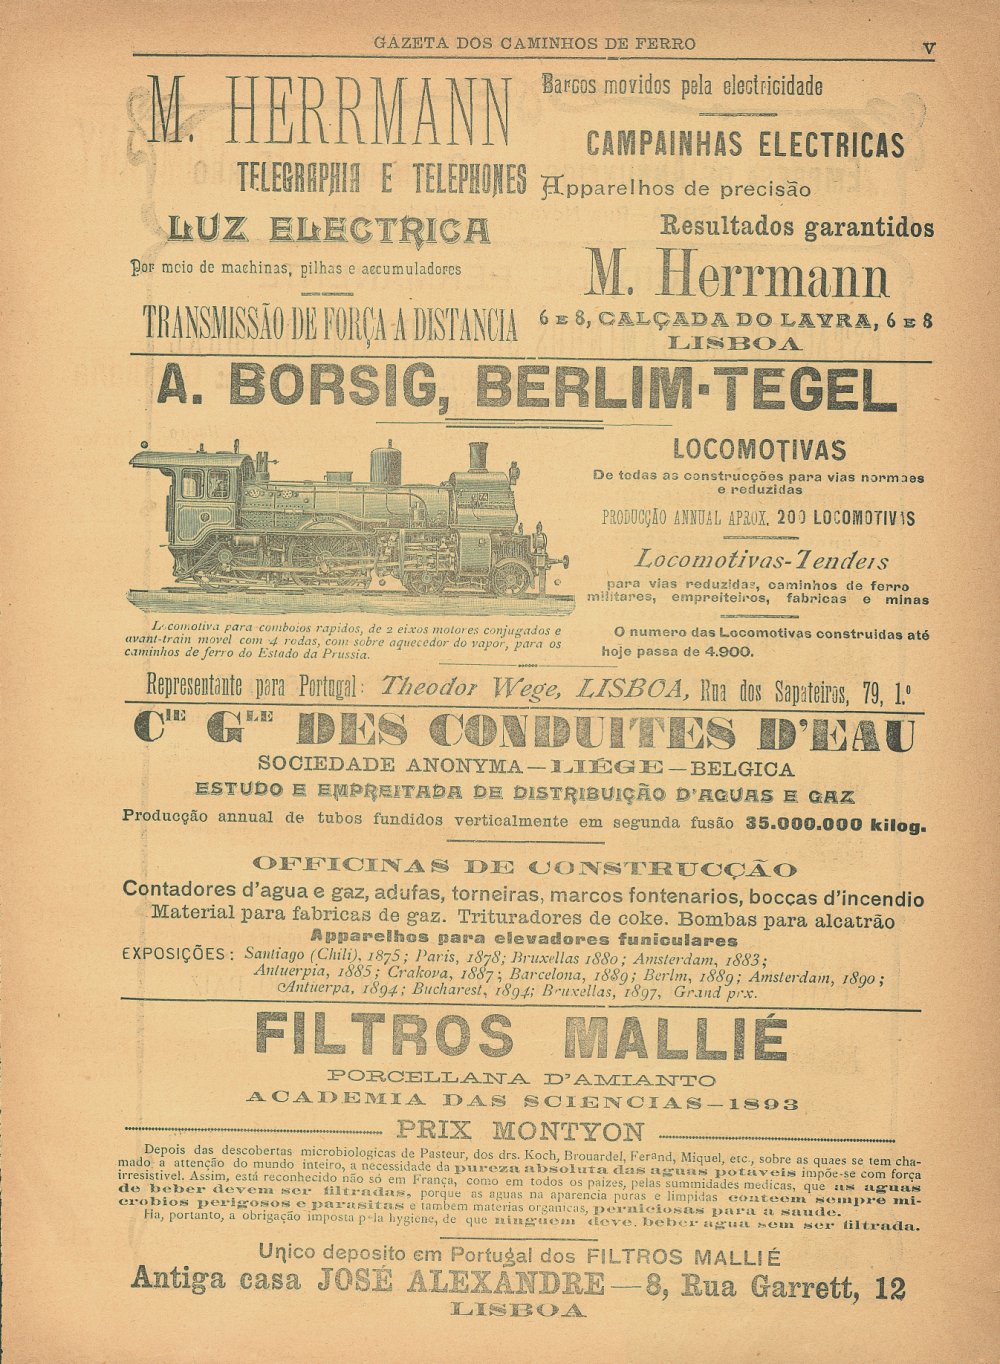 GAZETA DOS CAMINHOS DE FERRO
V
M. HERRMANN
TELEGRAPHIA E TELEPHONES
LUZ ELECTRICA
Por meio de machinas, pilhas e accumuladores
TRANSMISSÃO DE FORÇA A DISTANCIA
Barcos movidos pela electricidade
CAMPAINHAS ELECTRICAS
Apparelhos de precisão
Resultados garantidos
M. Herrmann
6 E 8, CALÇADA DO LAVRA, 6 E 8
LISBOA
A. BORSIG, BERLIM-TEGEL
Locomotiva para comboios rapidos, de 2 eixos motores conjugados e
avant-train movel com 4 rodas, com sobre aquecedor do vapor, para os
caminhos de ferro do Estado da Prussia.
LOCOMOTIVAS
De todas as construcções para vias normaes
e reduzidas
PRODUCÇÃO ANNUAL APROX. 200 LOCOMOTIVAS
Locomotivas-Tenders
para vias reduzidas, caminhos de ferro
militares, empreiteiros, fabricas e minas
O numero das Locomotivas construidas até
hoje passa de 4.900.
Representante para Portugal: Theodor Wege, LISBOA, Rua dos Sapateiros, 79, 1.º
CIE GLE DES CONDUITES D'EAU
SOCIEDADE ANONYMA—LIÉGE—BELGICA
ESTUDO E EMPREITADA DE DISTRIBUIÇÃO D'AGUAS E GAZ
Producção annual de tubos fundidos verticalmente em segunda fusão 35.000.000 kilog.
OFFICINAS DE CONSTRUCÇÃO
Contadores d'agua e gaz, adufas, torneiras, marcos fontenarios, boccas d'incendio
Material para fabricas de gaz. Trituradores de coke. Bombas para alcatrão
Apparelhos para elevadores funiculares
EXPOSIÇÕES: Santiago (Chili), 1875; Paris, 1878; Bruxellas 1880; Amsterdam, 1883;
Antuerpia, 1885; Crakova, 1887; Barcelona, 1889; Berlm, 1889; Amsterdam, 1890;
Antuerpa, 1894; Bucharest, 1894; Bruxellas, 1897, Grand prx.
FILTROS MALLIÉ
PORCELLANA D'AMIANTO
ACADEMIA DAS SCIENCIAS—1893
PRIX MONTYON
Depois das descobertas microbiologicas de Pasteur, dos drs. Koch, Brouardel, Ferand, Miquel, etc., sobre as quaes se tem cha-
mado a attenção do mundo inteiro, a necessidade da pureza absoluta das aguas potaveis impõe-se com força
irresistivel. Assim, está reconhecido não só em França, como em todos os paizes, pelas summidades medicas, que as aguas
de beber devem ser filtradas, porque as aguas na aparencia puras e limpidas conteem sempre mi-
crobios perigosos e parasitas e tambem materias organicas, perniciosas para a saude.
Ha, portanto, a obrigação imposta pela hygiene, de que ninguem deve beber agua sem ser filtrada.
Unico deposito em Portugal dos FILTROS MALLIÉ
Antiga casa JOSÉ ALEXANDRE—8, Rua Garrett, 12
LISBOA